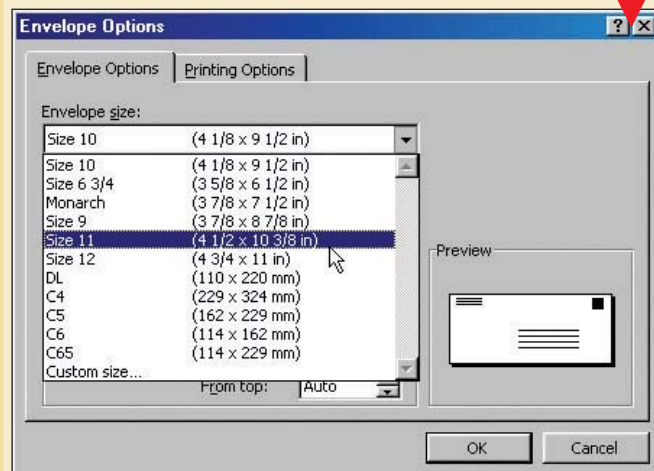 Envelope Options
Envelope Options Printing Options
Envelope size:
Size 10 (4 1/8 x 9 1/2 in)
Size 10 (4 1/8 x 9 1/2 in)
Size 6 3/4 (3 5/8 x 6 1/2 in)
Monarch (3 7/8 x 7 1/2 in)
Size 9 (3 7/8 x 8 7/8 in)
Size 11 (4 1/2 x 10 3/8 in)
Size 12 (4 3/4 x 11 in)
DL (110 x 220 mm)
C4 (229 x 324 mm)
C5 (162 x 229 mm)
C6 (114 x 162 mm)
C65 (114 x 229 mm)
Custom size...
Preview
From top: Auto
OK Cancel